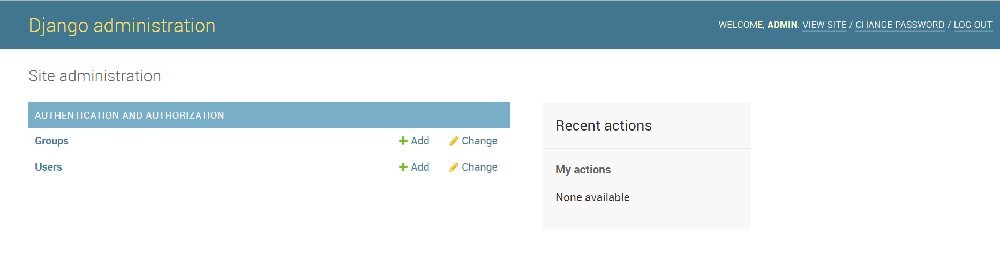 Django administration
WELCOME, ADMIN. VIEW SITE / CHANGE PASSWORD / LOG OUT
Site administration
AUTHENTICATION AND AUTHORIZATION
Groups Add Change
Users Add Change
Recent actions
My actions
None available